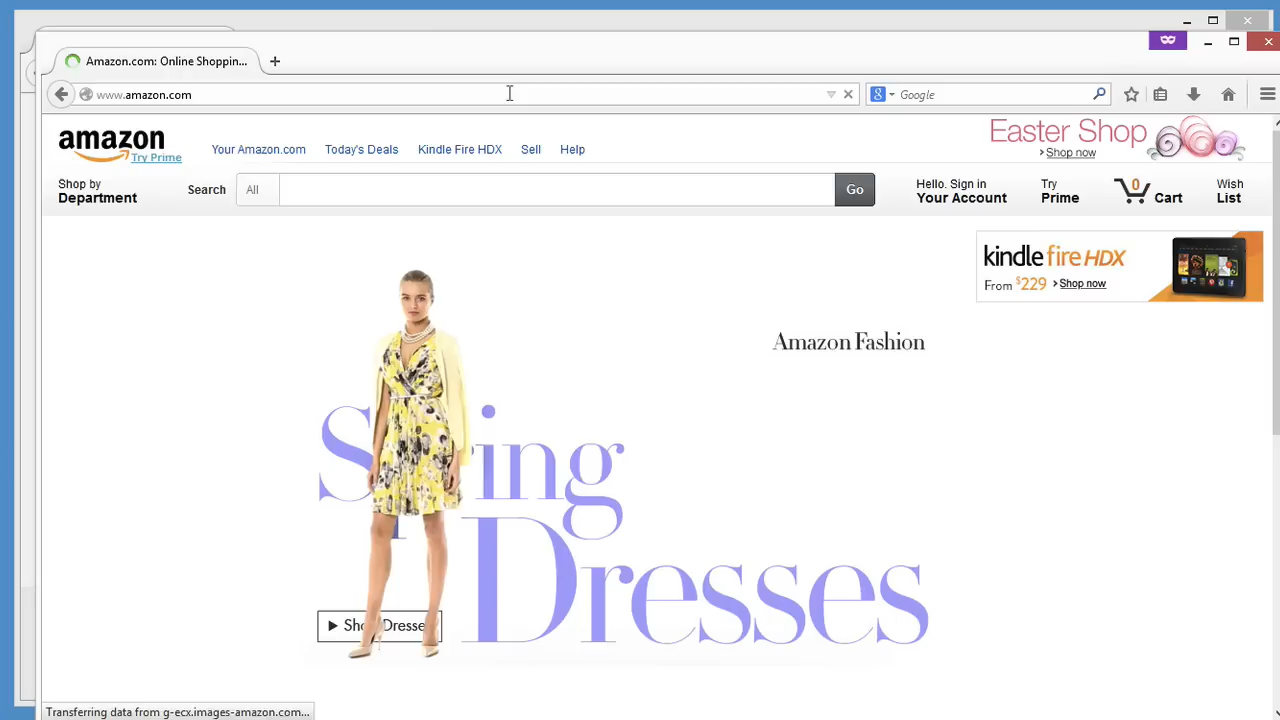 Amazon.com: Online Shoppin...
www.amazon.com
Google
amazon
Try Prime
Your Amazon.com
Today's Deals
Kindle Fire HDX
Sell
Help
Easter Shop
Shop now
Shop by
Department
Search
All
Go
Hello. Sign in
Your Account
Try
Prime
0
Cart
Wish
List
kindle fire HDX
From $229 Shop now
Amazon Fashion
Spring
Dresses
Shop Dresses
Transferring data from g-ecx.images-amazon.com...